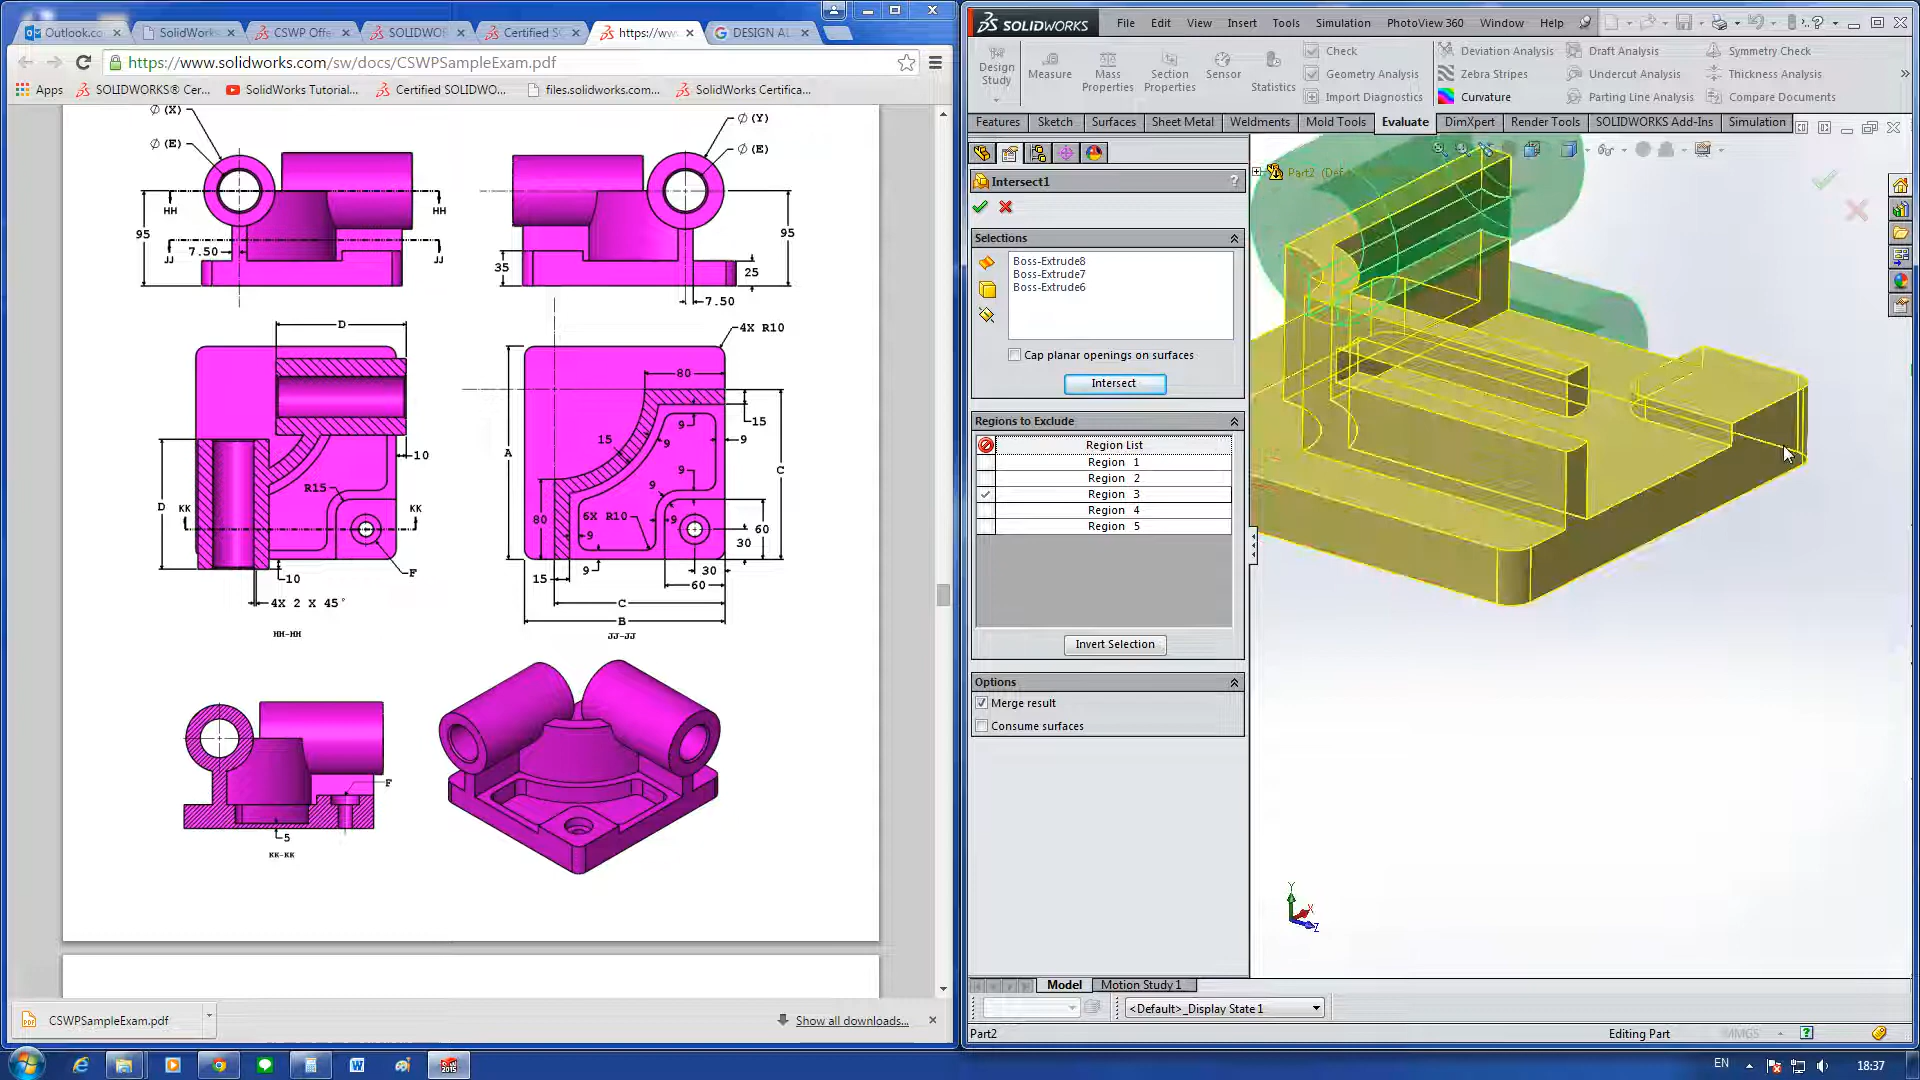 Outlook.co
SolidWork
CSWP Offe
SOLIDWO
Certified S
https://ww
DESIGN AL
https://www.solidworks.com/sw/docs/CSWPSampleExam.pdf
Apps
SOLIDWORKS® Cer...
SolidWorks Tutorial...
Certified SOLIDWO...
files.solidworks.com...
SolidWorks Certifica...
Ø (X)
Ø (E)
HH
HH
95
7.50
JJ
JJ
Ø (Y)
Ø (E)
95
35
25
7.50
D
R15
10
KK
KK
D
10
F
4X 2 X 45°
HH-HH
4X R10
80
15
9
15
9
9
A
C
9
9
80
6X R10
9
9
60
30
15
9
30
60
C
B
JJ-JJ
F
5
KK-KK
CSWPSampleExam.pdf
Show all downloads...
SOLIDWORKS
File
Edit
View
Insert
Tools
Simulation
PhotoView 360
Window
Help
Design Study
Measure
Mass Properties
Section Properties
Sensor
Statistics
Check
Geometry Analysis
Import Diagnostics
Deviation Analysis
Zebra Stripes
Curvature
Draft Analysis
Undercut Analysis
Parting Line Analysis
Symmetry Check
Thickness Analysis
Compare Documents
Features
Sketch
Surfaces
Sheet Metal
Weldments
Mold Tools
Evaluate
DimXpert
Render Tools
SOLIDWORKS Add-Ins
Simulation
Part2 (Def
Intersect1
Selections
Boss-Extrude8
Boss-Extrude7
Boss-Extrude6
Cap planar openings on surfaces
Intersect
Regions to Exclude
Region List
Region 1
Region 2
Region 3
Region 4
Region 5
Invert Selection
Options
Merge result
Consume surfaces
Y
X
Z
Model
Motion Study 1
<Default>_Display State 1
Part2
Editing Part
MMGS
EN
18:37